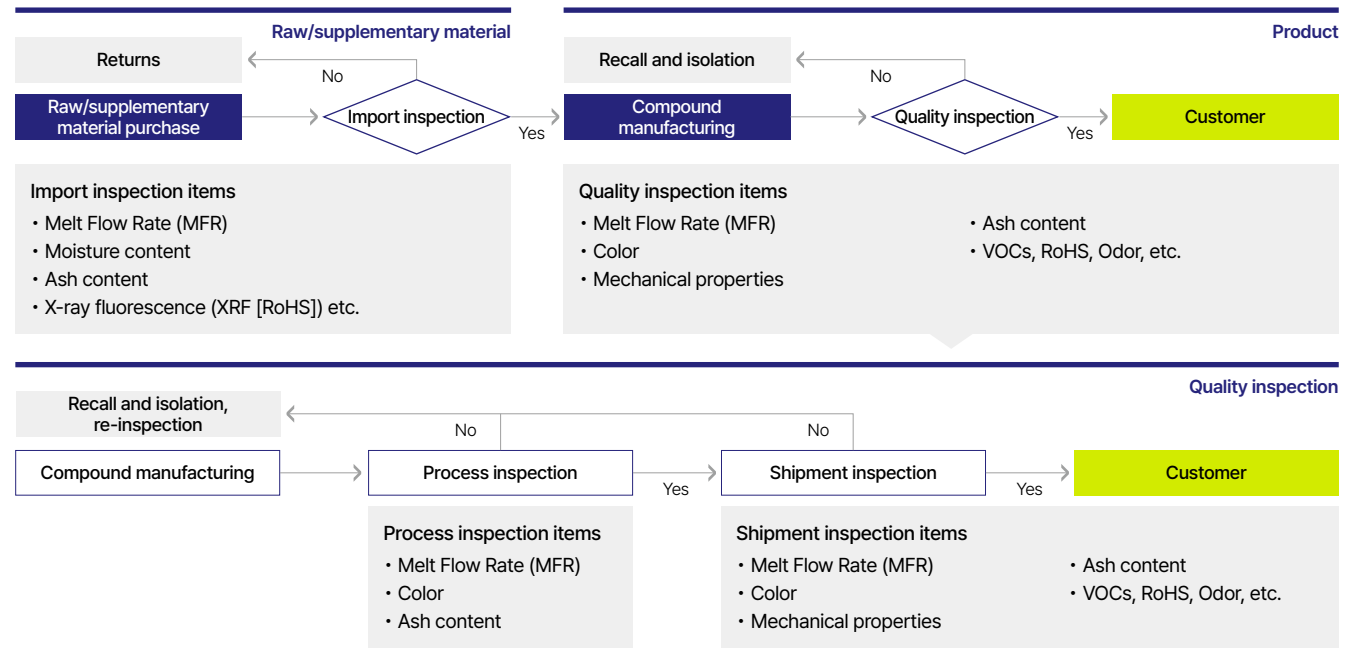 Raw/supplementary material
Returns
No
Raw/supplementary
material purchase
Import inspection
Yes
Import inspection items
• Melt Flow Rate (MFR)
• Moisture content
• Ash content
• X-ray fluorescence (XRF [RoHS]) etc.
Product
Recall and isolation
No
Compound
manufacturing
Quality inspection
Yes
Customer
Quality inspection items
• Melt Flow Rate (MFR)
• Color
• Mechanical properties
• Ash content
• VOCs, RoHS, Odor, etc.
Quality inspection
Recall and isolation,
re-inspection
No
No
Compound manufacturing
Process inspection
Yes
Shipment inspection
Yes
Customer
Process inspection items
• Melt Flow Rate (MFR)
• Color
• Ash content
Shipment inspection items
• Melt Flow Rate (MFR)
• Color
• Mechanical properties
• Ash content
• VOCs, RoHS, Odor, etc.